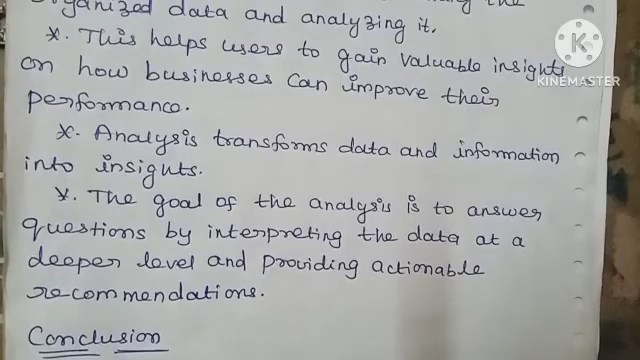 organized data and analyzing it.
*. This helps users to gain valuable insights
on how businesses can improve their
performance.
*. Analysis transforms data and information
into insights.
*. The goal of the analysis is to answer
questions by interpreting the data at a
deeper level and providing actionable
recommendations.
Conclusion
KINEMASTER